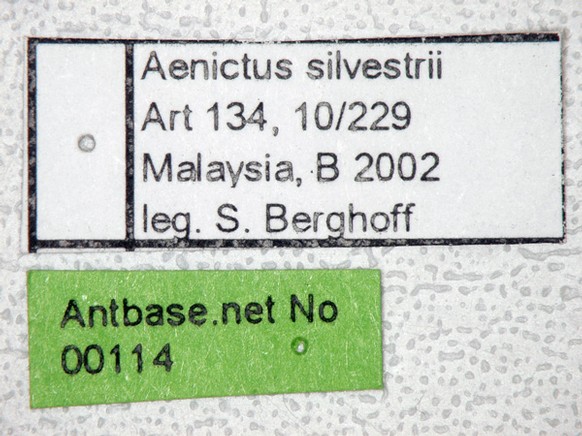 Aenictus silvestrii
Art 134, 10/229
Malaysia, B 2002
leg. S. Berghoff
Antbase.net No
00114